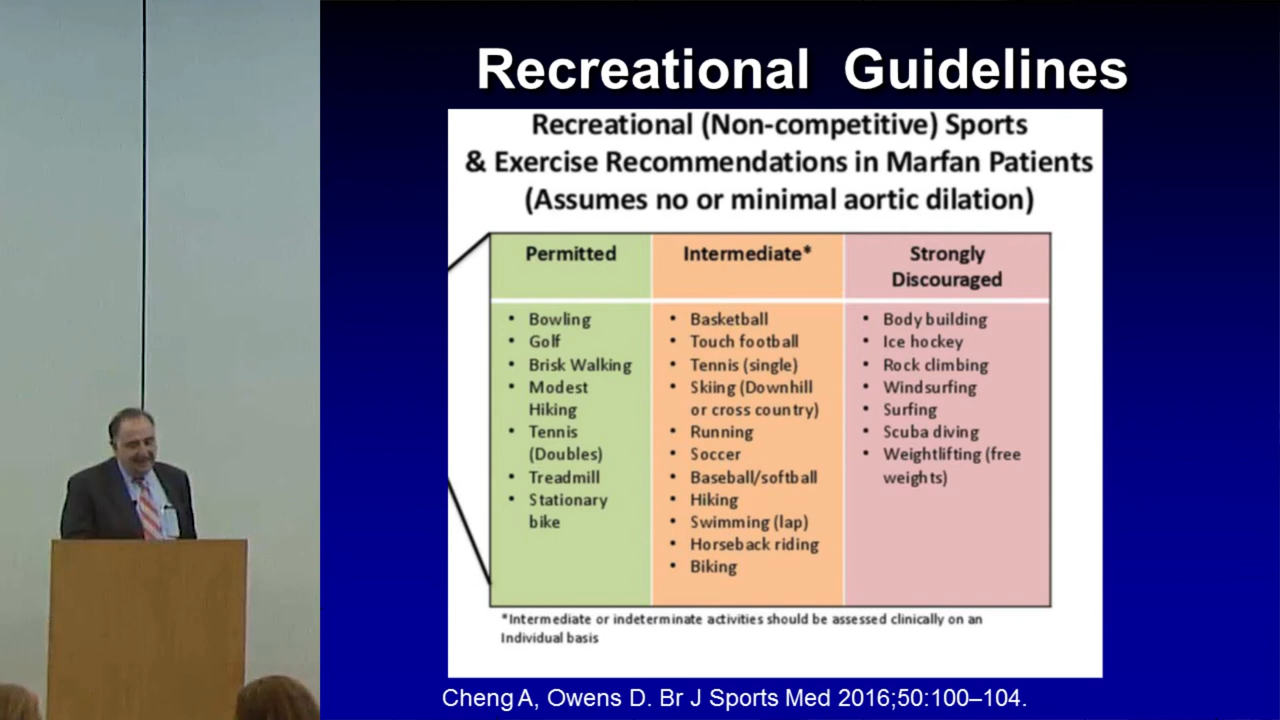 Recreational Guidelines
Recreational (Non-competitive) Sports
& Exercise Recommendations in Marfan Patients
(Assumes no or minimal aortic dilation)
Permitted
• Bowling
• Golf
• Brisk Walking
• Modest
Hiking
• Tennis
(Doubles)
• Treadmill
• Stationary
bike
Intermediate*
• Basketball
• Touch football
• Tennis (single)
• Skiing (Downhill
or cross country)
• Running
• Soccer
• Baseball/softball
• Hiking
• Swimming (lap)
• Horseback riding
• Biking
Strongly
Discouraged
• Body building
• Ice hockey
• Rock climbing
• Windsurfing
• Surfing
• Scuba diving
• Weightlifting (free
weights)
*Intermediate or indeterminate activities should be assessed clinically on an
Individual basis
Cheng A, Owens D. Br J Sports Med 2016;50:100–104.